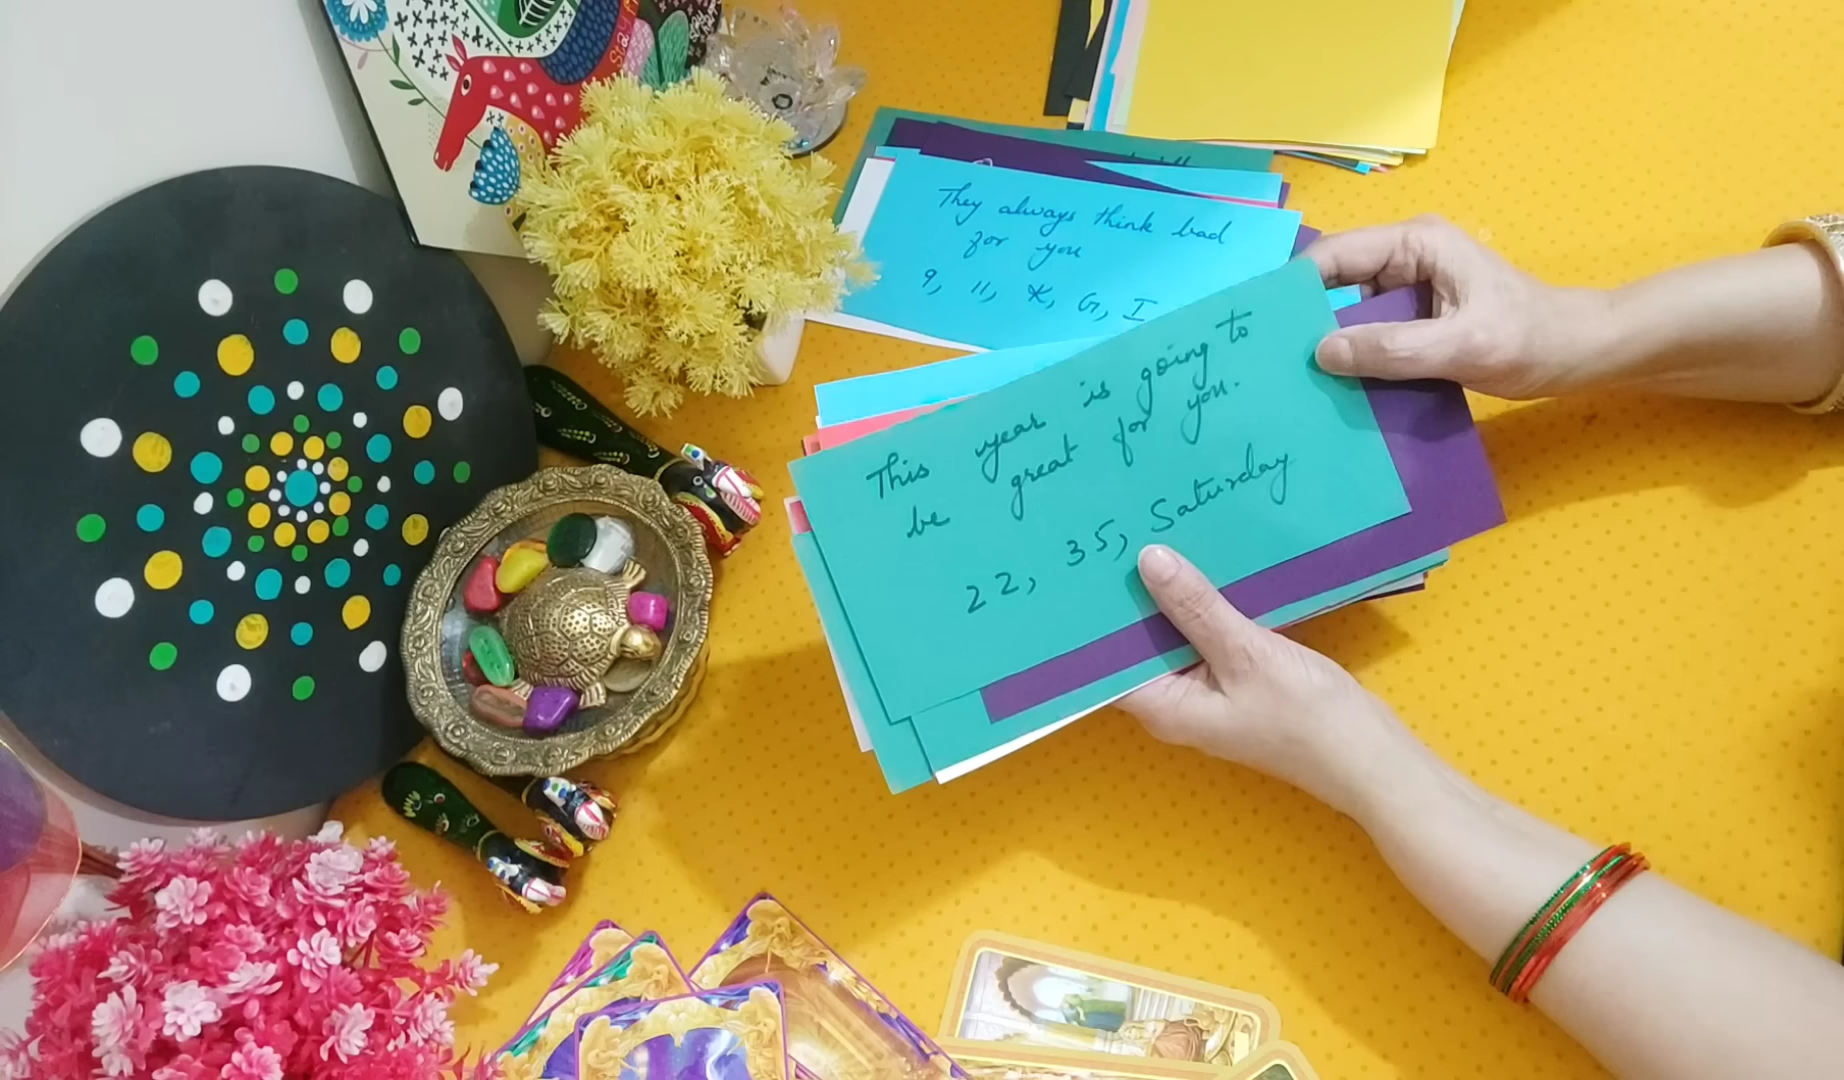 Stay
They always think bad
for you
9, 11, K, G, I
This year is going to
be great for you.
22, 35, Saturday